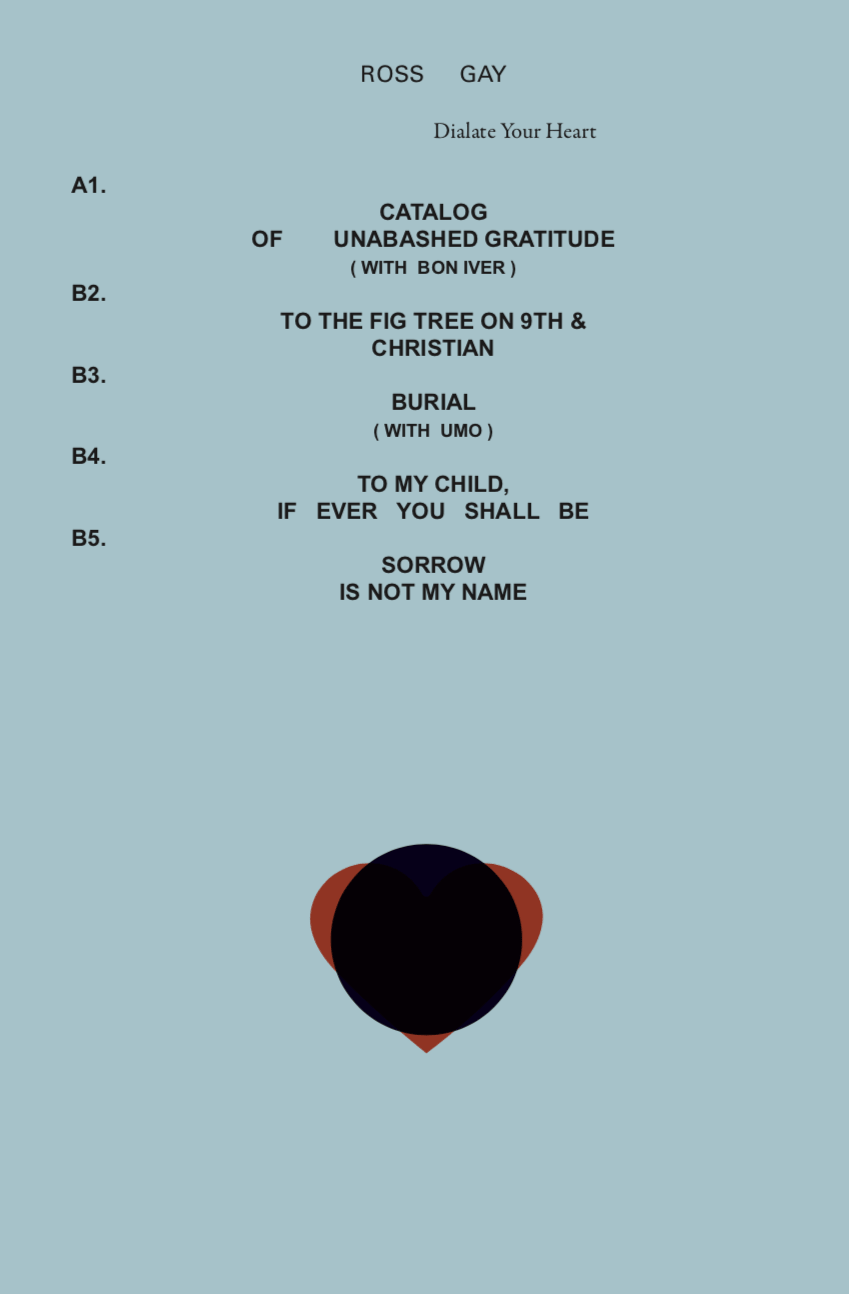 ROSS GAY
Dialate Your Heart
A1.
CATALOG
OF UNABASHED GRATITUDE
( WITH BON IVER )
B2.
TO THE FIG TREE ON 9TH &
CHRISTIAN
B3.
BURIAL
( WITH UMO )
B4.
TO MY CHILD,
IF EVER YOU SHALL BE
B5.
SORROW
IS NOT MY NAME